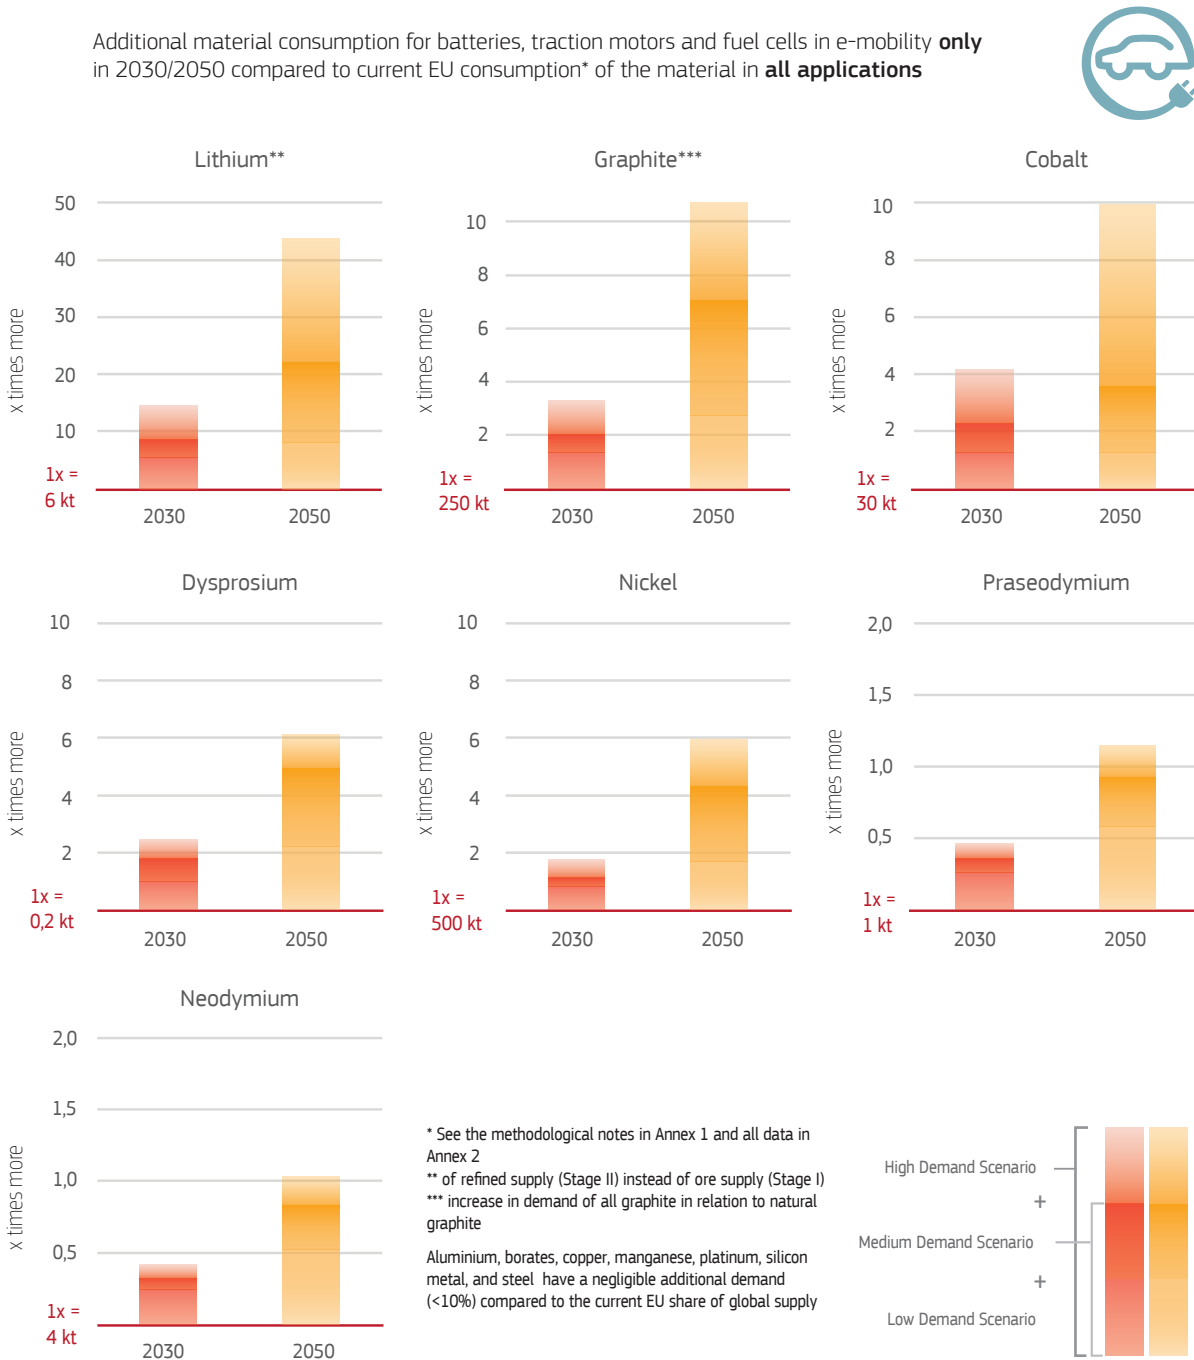 Additional material consumption for batteries, traction motors and fuel cells in e-mobility only
in 2030/2050 compared to current EU consumption* of the material in all applications
Lithium**
50
40
30
20
10
x times more
1x =
6 kt
2030
2050
Graphite***
10
8
6
4
2
x times more
1x =
250 kt
2030
2050
Cobalt
10
8
6
4
2
x times more
1x =
30 kt
2030
2050
Dysprosium
10
8
6
4
2
x times more
1x =
0,2 kt
2030
2050
Nickel
10
8
6
4
2
x times more
1x =
500 kt
2030
2050
Praseodymium
2,0
1,5
1,0
0,5
x times more
1x =
1 kt
2030
2050
Neodymium
2,0
1,5
1,0
0,5
x times more
1x =
4 kt
2030
2050
* See the methodological notes in Annex 1 and all data in
Annex 2
** of refined supply (Stage II) instead of ore supply (Stage I)
*** increase in demand of all graphite in relation to natural
graphite
Aluminium, borates, copper, manganese, platinum, silicon
metal, and steel have a negligible additional demand
(<10%) compared to the current EU share of global supply
High Demand Scenario
+
Medium Demand Scenario
+
Low Demand Scenario